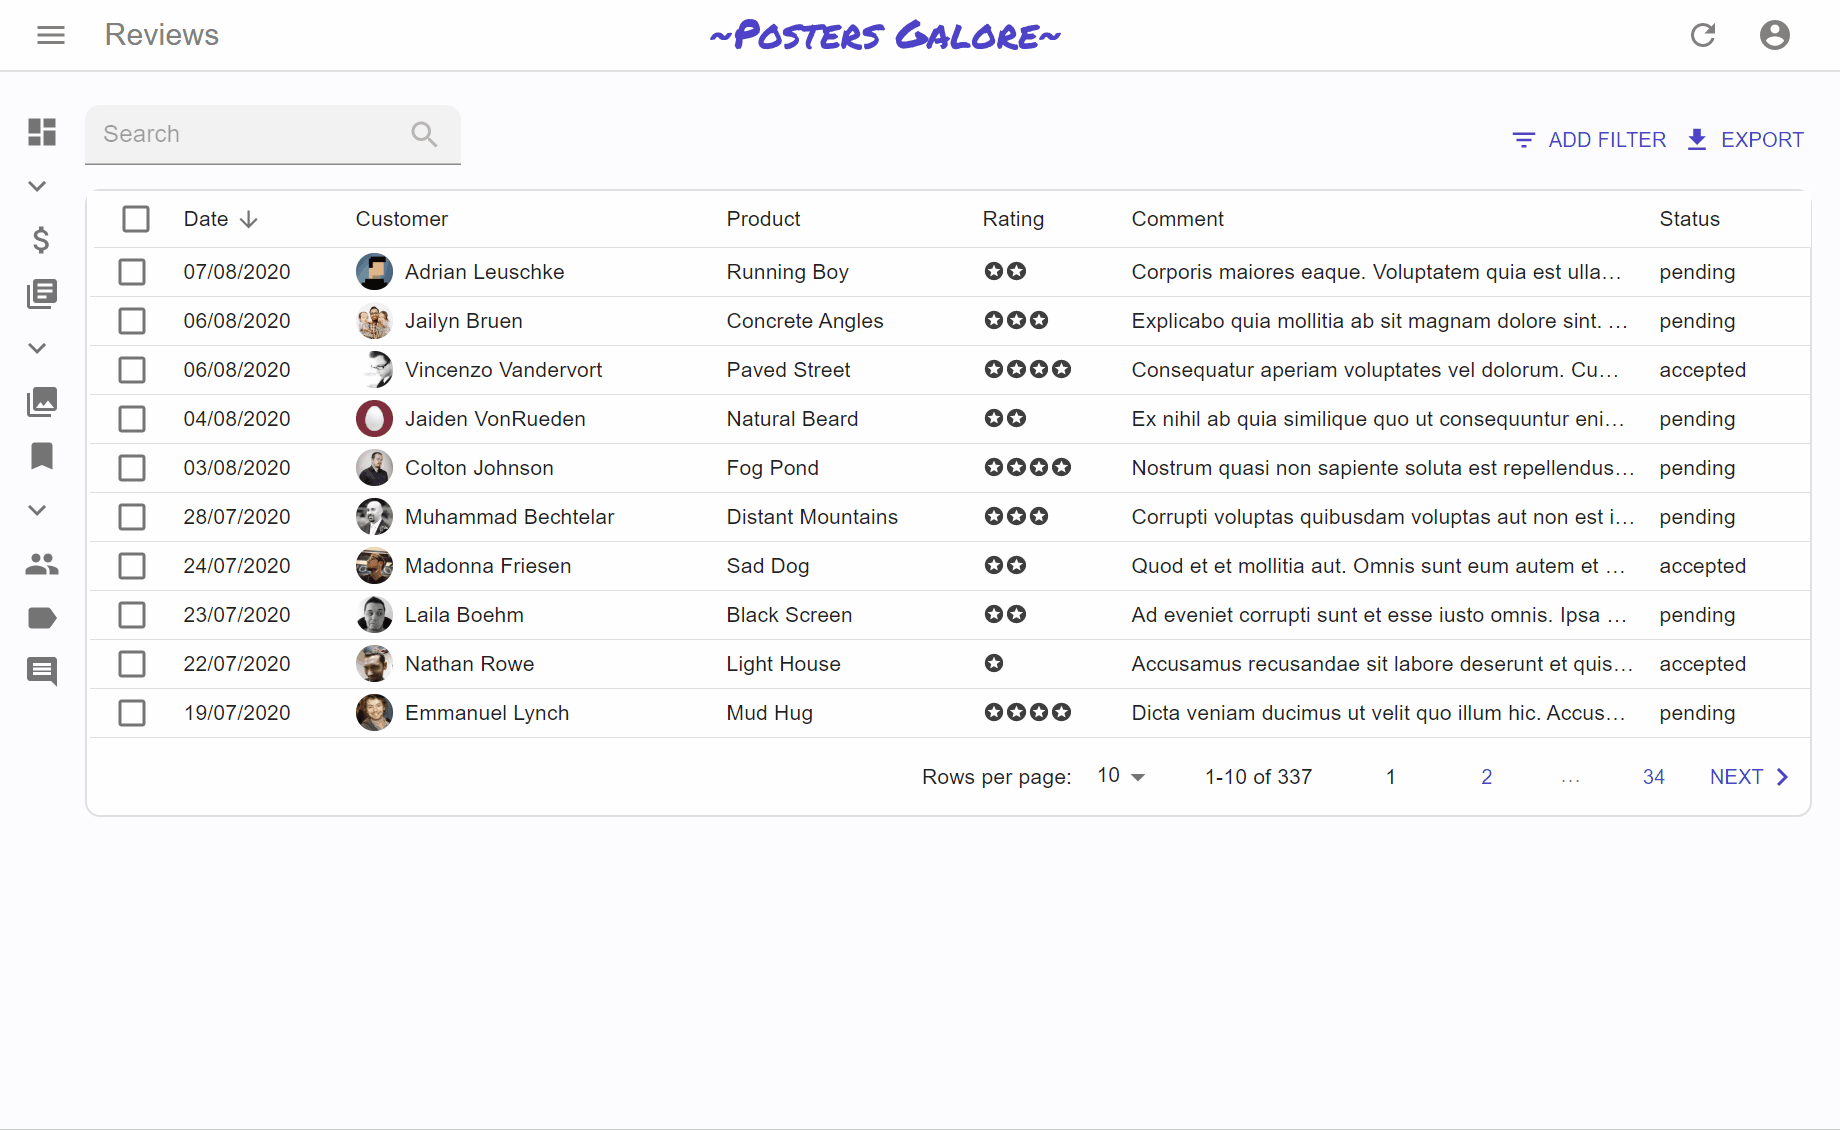 Reviews
~Posters Galore~
Search
ADD FILTER EXPORT
Date Customer Product Rating Comment Status
07/08/2020 Adrian Leuschke Running Boy Corporis maiores eaque. Voluptatem quia est ulla... pending
06/08/2020 Jailyn Bruen Concrete Angles Explicabo quia mollitia ab sit magnam dolore sint. ... pending
06/08/2020 Vincenzo Vandervort Paved Street Consequatur aperiam voluptates vel dolorum. Cu... accepted
04/08/2020 Jaiden VonRueden Natural Beard Ex nihil ab quia similique quo ut consequuntur eni... pending
03/08/2020 Colton Johnson Fog Pond Nostrum quasi non sapiente soluta est repellendus... pending
28/07/2020 Muhammad Bechtelar Distant Mountains Corrupti voluptas quibusdam voluptas aut non est i... pending
24/07/2020 Madonna Friesen Sad Dog Quod et et mollitia aut. Omnis sunt eum autem et ... accepted
23/07/2020 Laila Boehm Black Screen Ad eveniet corrupti sunt et esse iusto omnis. Ipsa ... pending
22/07/2020 Nathan Rowe Light House Accusamus recusandae sit labore deserunt et quis... accepted
19/07/2020 Emmanuel Lynch Mud Hug Dicta veniam ducimus ut velit quo illum hic. Accus... pending
Rows per page: 10 1-10 of 337 1 2 ... 34 NEXT